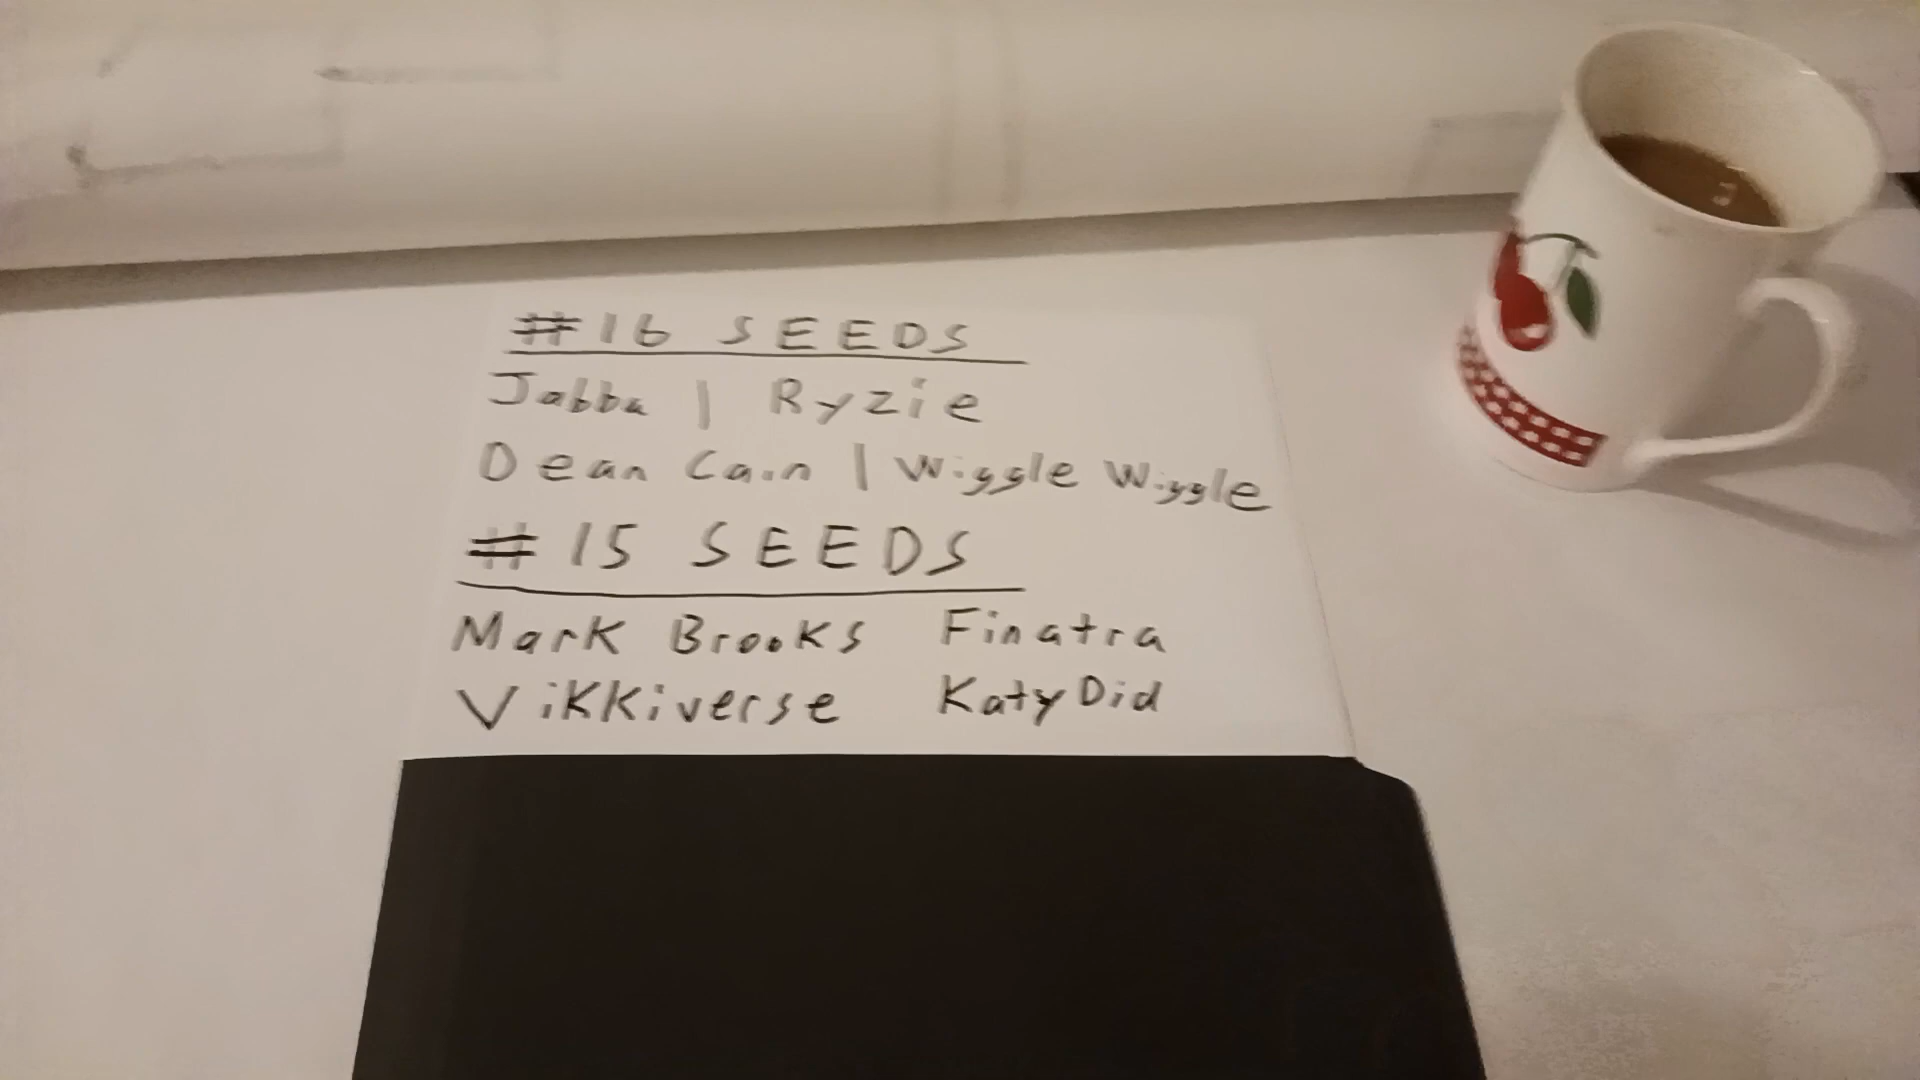 #16 SEEDS
Jabba | Ryzie
Dean Cain | Wiggle Wiggle
#15 SEEDS
Mark Brooks Finatra
Vikkiverse KatyDid